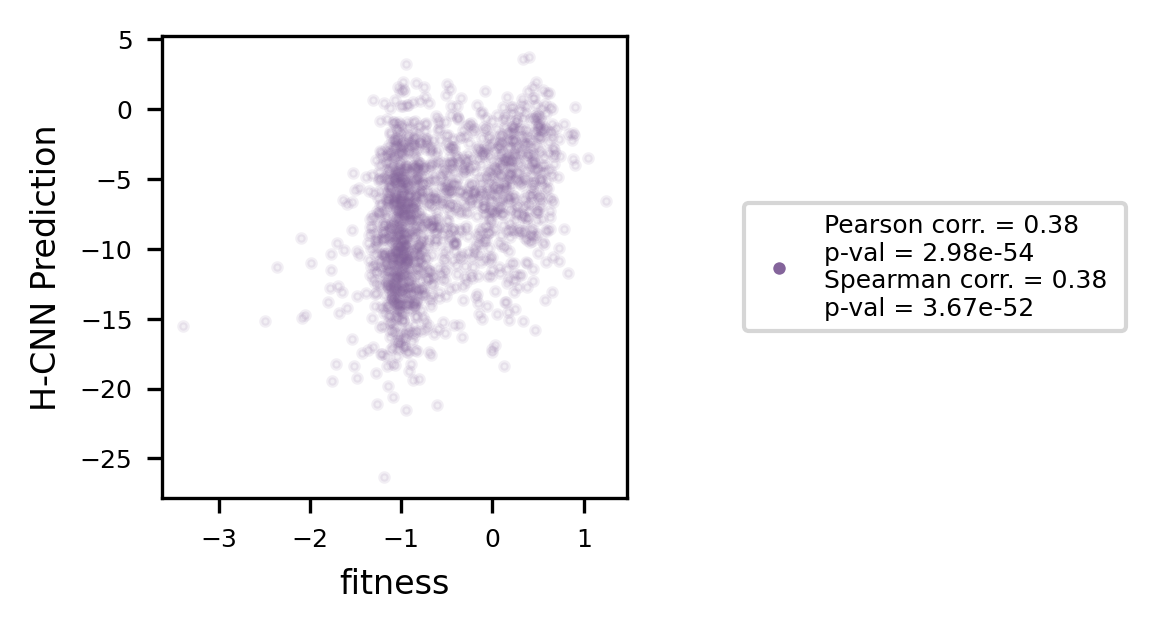 5
0
−5
−10
−15
−20
−25
H-CNN Prediction
−3
−2
−1
0
1
fitness
Pearson corr. = 0.38
p-val = 2.98e-54
Spearman corr. = 0.38
p-val = 3.67e-52